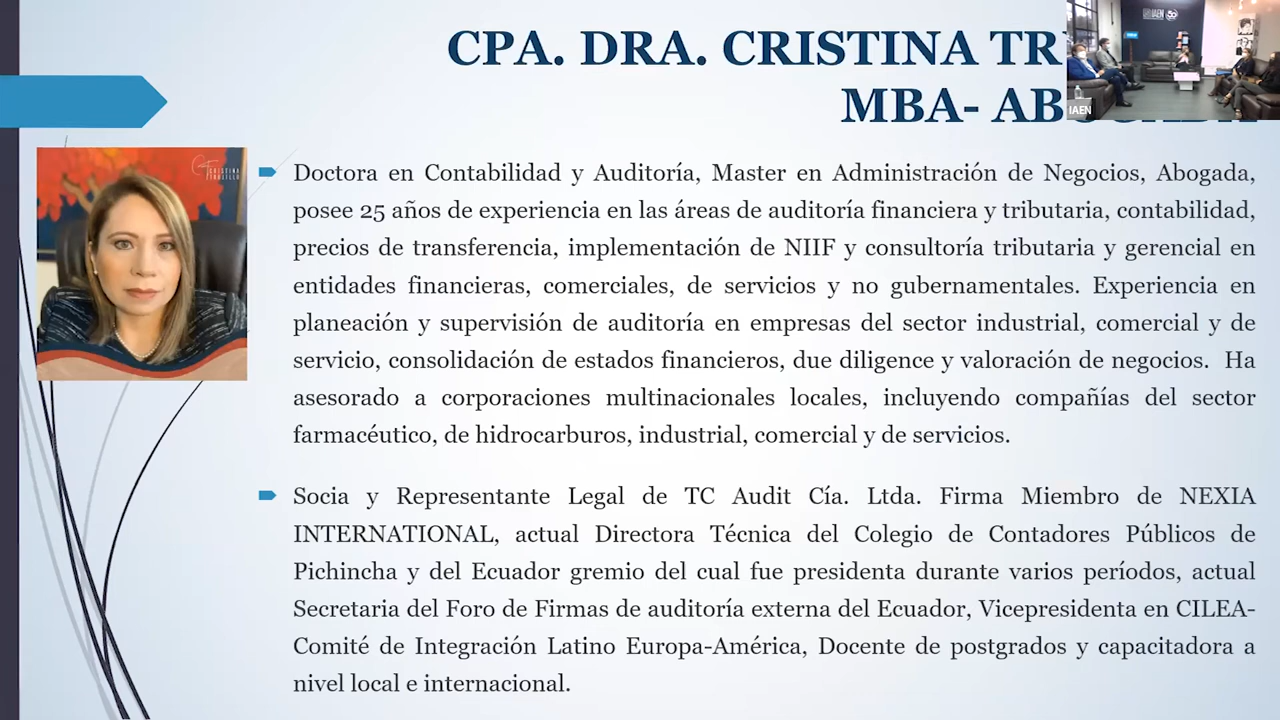 CPA. DRA. CRISTINA
MBA-
IAEN 50
IAEN
CRISTINA
TRUJILLO
Doctora en Contabilidad y Auditoría, Master en Administración de Negocios, Abogada,
posee 25 años de experiencia en las áreas de auditoría financiera y tributaria, contabilidad,
precios de transferencia, implementación de NIIF y consultoría tributaria y gerencial en
entidades financieras, comerciales, de servicios y no gubernamentales. Experiencia en
planeación y supervisión de auditoría en empresas del sector industrial, comercial y de
servicio, consolidación de estados financieros, due diligence y valoración de negocios. Ha
asesorado a corporaciones multinacionales locales, incluyendo compañías del sector
farmacéutico, de hidrocarburos, industrial, comercial y de servicios.
Socia y Representante Legal de TC Audit Cía. Ltda. Firma Miembro de NEXIA
INTERNATIONAL, actual Directora Técnica del Colegio de Contadores Públicos de
Pichincha y del Ecuador gremio del cual fue presidenta durante varios períodos, actual
Secretaria del Foro de Firmas de auditoría externa del Ecuador, Vicepresidenta en CILEA-
Comité de Integración Latino Europa-América, Docente de postgrados y capacitadora a
nivel local e internacional.